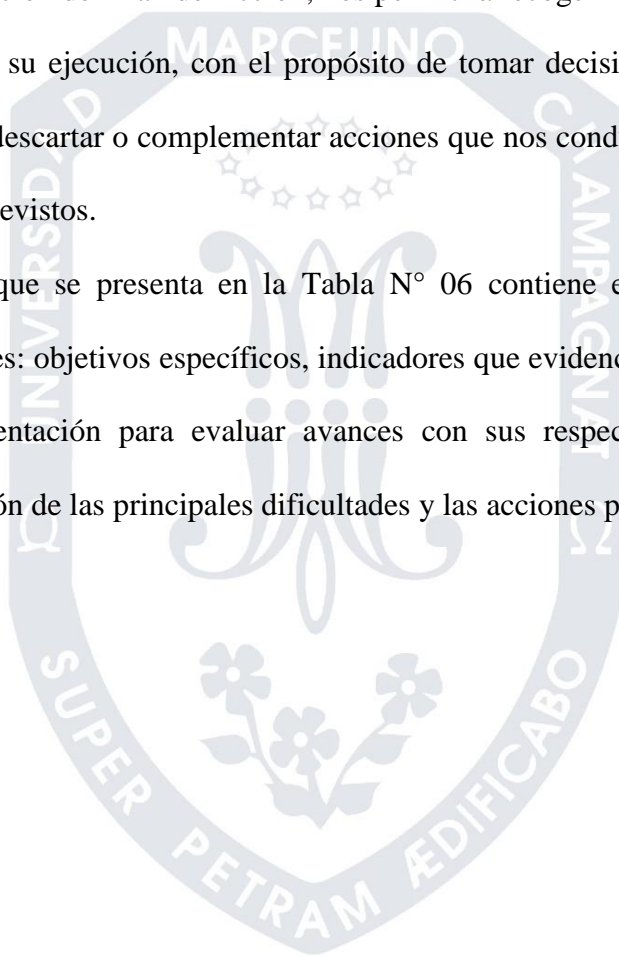 su ejecución, con el propósito de tomar decisi
descartar o complementar acciones que nos cond
evistos.
que se presenta en la Tabla N° 06 contiene e
es: objetivos específicos, indicadores que evidenc
entación para evaluar avances con sus respec
ón de las principales dificultades y las acciones p
UNIVERSIDAD MARCELINO CHAMPAGNAT
SUPER PETRAM ÆDIFICABO